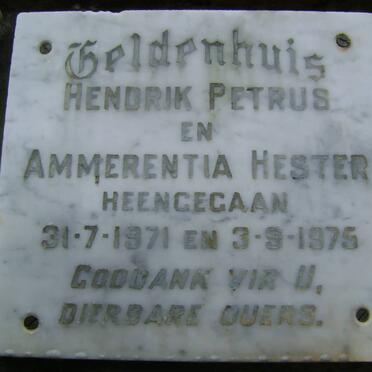 Geldenhuis
HENDRIK PETRUS
EN
AMMERENTIA HESTER
HEENGEGAAN
31-7-1971 EN 3-9-1975
GODDANK VIR U,
DIERBARE OUERS.